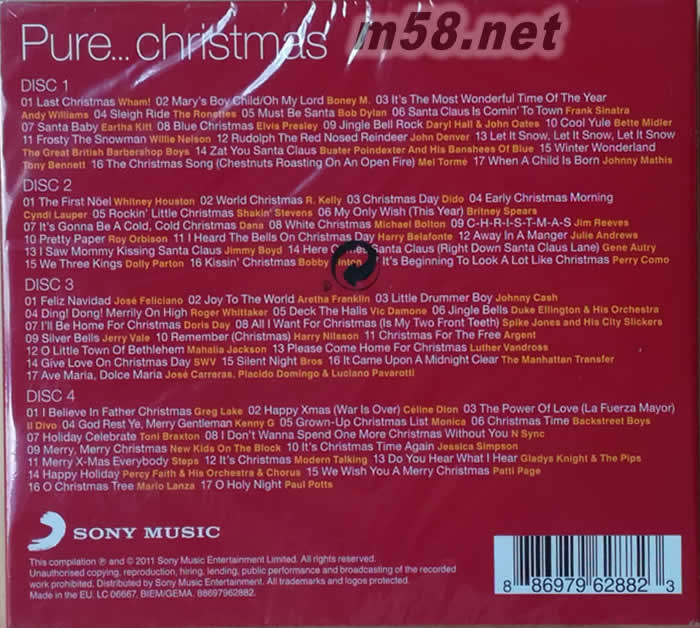 Pure... christmas
m58.net
DISC 1
01 Last Christmas Wham! 02 Mary's Boy Child/Oh My Lord Boney M. 03 It's The Most Wonderful Time Of The Year
Andy Williams 04 Sleigh Ride The Ronettes 05 Must Be Santa Bob Dylan 06 Santa Claus Is Comin' To Town Frank Sinatra
07 Santa Baby Eartha Kitt 08 Blue Christmas Elvis Presley 09 Jingle Bell Rock Daryl Hall & John Oates 10 Cool Yule Bette Midler
11 Frosty The Snowman Willie Nelson 12 Rudolph The Red Nosed Reindeer John Denver 13 Let It Snow, Let It Snow, Let It Snow
The Great British Barbershop Boys 14 Zat You Santa Claus Buster Poindexter And His Banshees Of Blue 15 Winter Wonderland
Tony Bennett 16 The Christmas Song (Chestnuts Roasting On An Open Fire) Mel Tormé 17 When A Child Is Born Johnny Mathis
DISC 2
01 The First Nöel Whitney Houston 02 World Christmas R. Kelly 03 Christmas Day Dido 04 Early Christmas Morning
Cyndi Lauper 05 Rockin' Little Christmas Shakin' Stevens 06 My Only Wish (This Year) Britney Spears
07 It's Gonna Be A Cold, Cold Christmas Dana 08 White Christmas Michael Bolton 09 C-H-R-I-S-T-M-A-S Jim Reeves
10 Pretty Paper Roy Orbison 11 I Heard The Bells On Christmas Day Harry Belafonte 12 Away In A Manger Julie Andrews
13 I Saw Mommy Kissing Santa Claus Jimmy Boyd 14 Here Comes Santa Claus (Right Down Santa Claus Lane) Gene Autry
15 We Three Kings Dolly Parton 16 Kissin' Christmas Bobby Vinton 17 It's Beginning To Look A Lot Like Christmas Perry Como
DISC 3
01 Feliz Navidad José Feliciano 02 Joy To The World Aretha Franklin 03 Little Drummer Boy Johnny Cash
04 Ding! Dong! Merrily On High Roger Whittaker 05 Deck The Halls Vic Damone 06 Jingle Bells Duke Ellington & His Orchestra
07 I'll Be Home For Christmas Doris Day 08 All I Want For Christmas (Is My Two Front Teeth) Spike Jones and His City Slickers
09 Silver Bells Jerry Vale 10 Remember (Christmas) Harry Nilsson 11 Christmas For The Free Argent
12 O Little Town Of Bethlehem Mahalia Jackson 13 Please Come Home For Christmas Luther Vandross
14 Give Love On Christmas Day SWV 15 Silent Night Bros 16 It Came Upon A Midnight Clear The Manhattan Transfer
17 Ave Maria, Dolce Maria José Carreras, Placido Domingo & Luciano Pavarotti
DISC 4
01 I Believe In Father Christmas Greg Lake 02 Happy Xmas (War Is Over) Céline Dion 03 The Power Of Love (La Fuerza Mayor)
Il Divo 04 God Rest Ye, Merry Gentleman Kenny G 05 Grown-Up Christmas List Monica 06 Christmas Time Backstreet Boys
07 Holiday Celebrate Toni Braxton 08 I Don't Wanna Spend One More Christmas Without You N Sync
09 Merry, Merry Christmas New Kids On The Block 10 It's Christmas Time Again Jessica Simpson
11 Merry X-Mas Everybody Steps 12 It's Christmas Modern Talking 13 Do You Hear What I Hear Gladys Knight & The Pips
14 Happy Holiday Percy Faith & His Orchestra & Chorus 15 We Wish You A Merry Christmas Patti Page
16 O Christmas Tree Mario Lanza 17 O Holy Night Paul Potts
SONY MUSIC
This compilation ℗ and © 2011 Sony Music Entertainment Limited. All rights reserved.
Unauthorised copying, reproduction, hiring, lending, public performance and broadcasting of the recorded
work prohibited. Distributed by Sony Music Entertainment. All trademarks and logos protected.
Made in the EU. LC 06667. BIEM/GEMA. 88697962882.
8 86979 62882 3